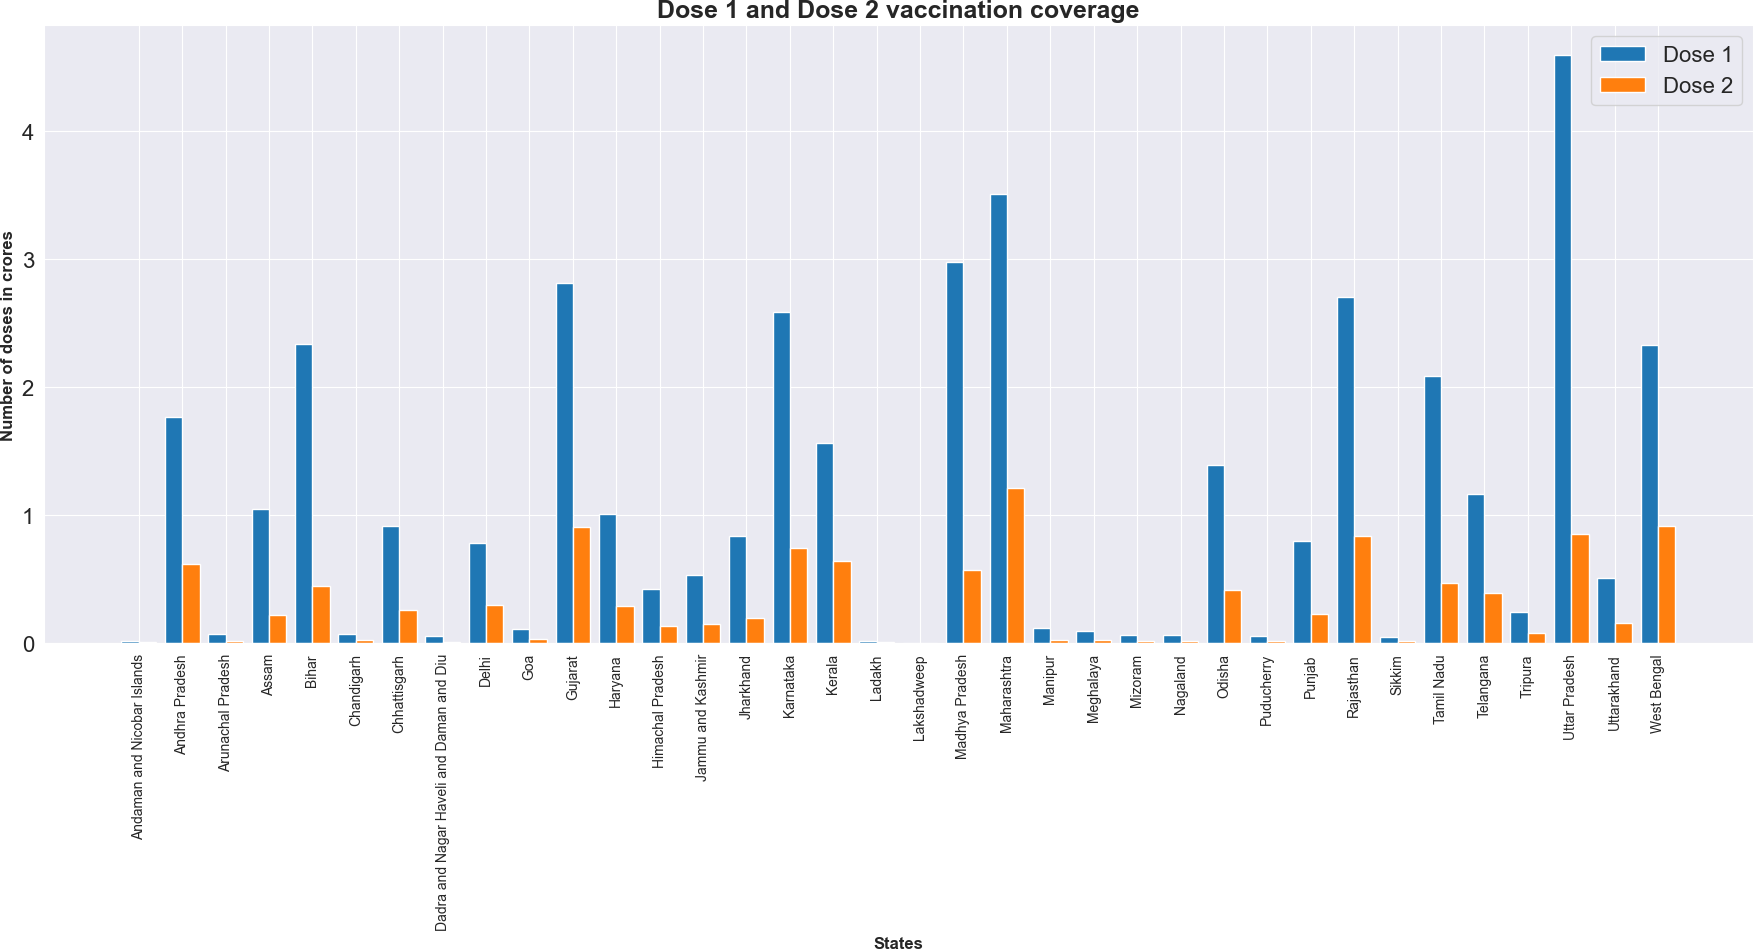 Dose 1 and Dose 2 vaccination coverage
Dose 1
Dose 2
Number of doses in crores
4
3
2
1
0
Andaman and Nicobar Islands
Andhra Pradesh
Arunachal Pradesh
Assam
Bihar
Chandigarh
Chhattisgarh
Dadra and Nagar Haveli and Daman and Diu
Delhi
Goa
Gujarat
Haryana
Himachal Pradesh
Jammu and Kashmir
Jharkhand
Karnataka
Kerala
Ladakh
Lakshadweep
Madhya Pradesh
Maharashtra
Manipur
Meghalaya
Mizoram
Nagaland
Odisha
Puducherry
Punjab
Rajasthan
Sikkim
Tamil Nadu
Telangana
Tripura
Uttar Pradesh
Uttarakhand
West Bengal
States